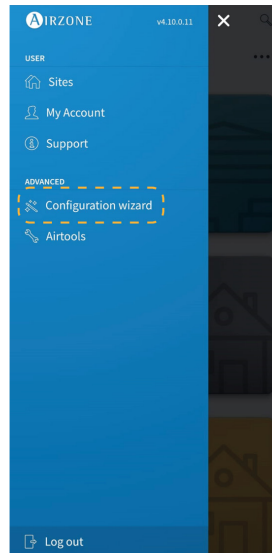 AIRZONE
v4.10.0.11
USER
Sites
My Account
Support
ADVANCED
Configuration wizard
Airtools
Log out